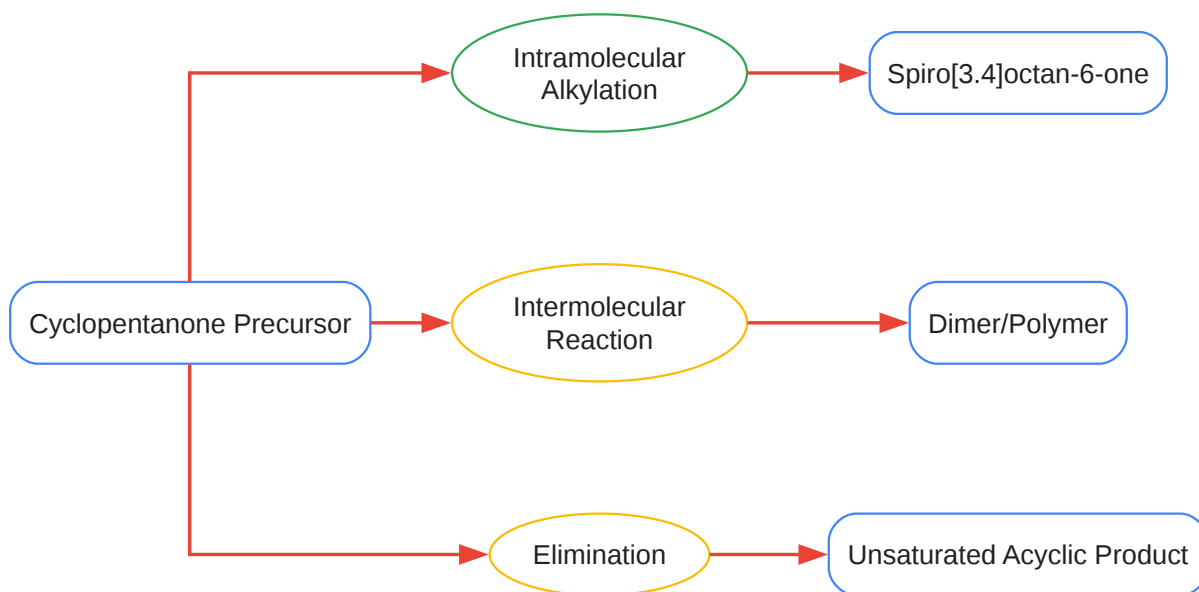 Intramolecular
Alkylation
Spiro[3.4]octan-6-one
Cyclopentanone Precursor
Intermolecular
Reaction
Dimer/Polymer
Elimination
Unsaturated Acyclic Product